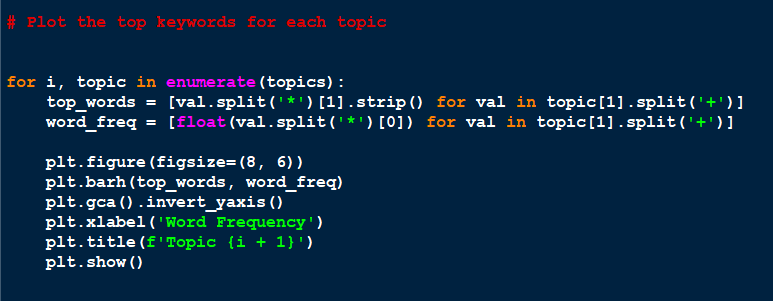 # Plot the top keywords for each topic
for i, topic in enumerate(topics):
    top_words = [val.split('*')[1].strip() for val in topic[1].split('+')]
    word_freq = [float(val.split('*')[0]) for val in topic[1].split('+')]
    plt.figure(figsize=(8, 6))
    plt.barh(top_words, word_freq)
    plt.gca().invert_yaxis()
    plt.xlabel('Word Frequency')
    plt.title(f'Topic {i + 1}')
    plt.show()